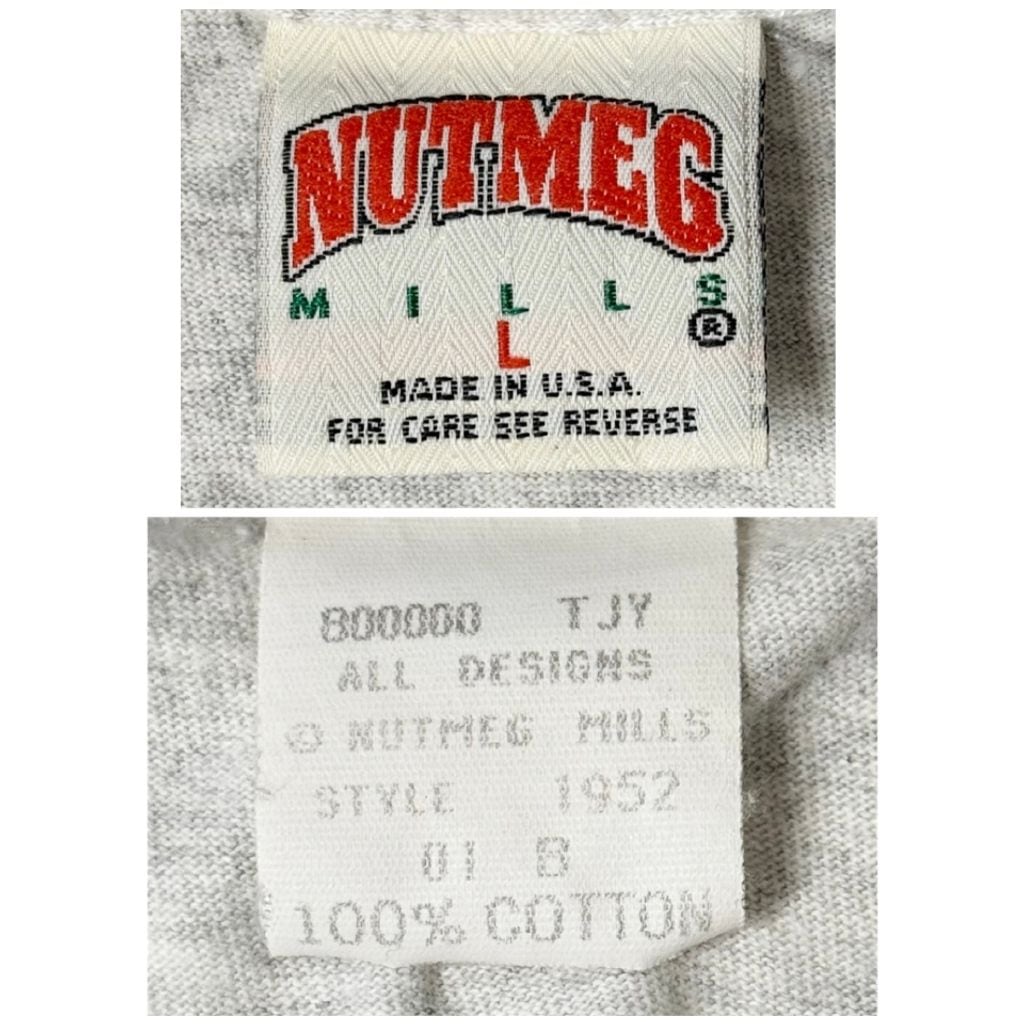 NUTMEG
MILLS
®
L
MADE IN U.S.A.
FOR CARE SEE REVERSE
800000 TJY
ALL DESIGNS
© NUTMEG MILLS
STYLE 1952
01 B
100% COTTON